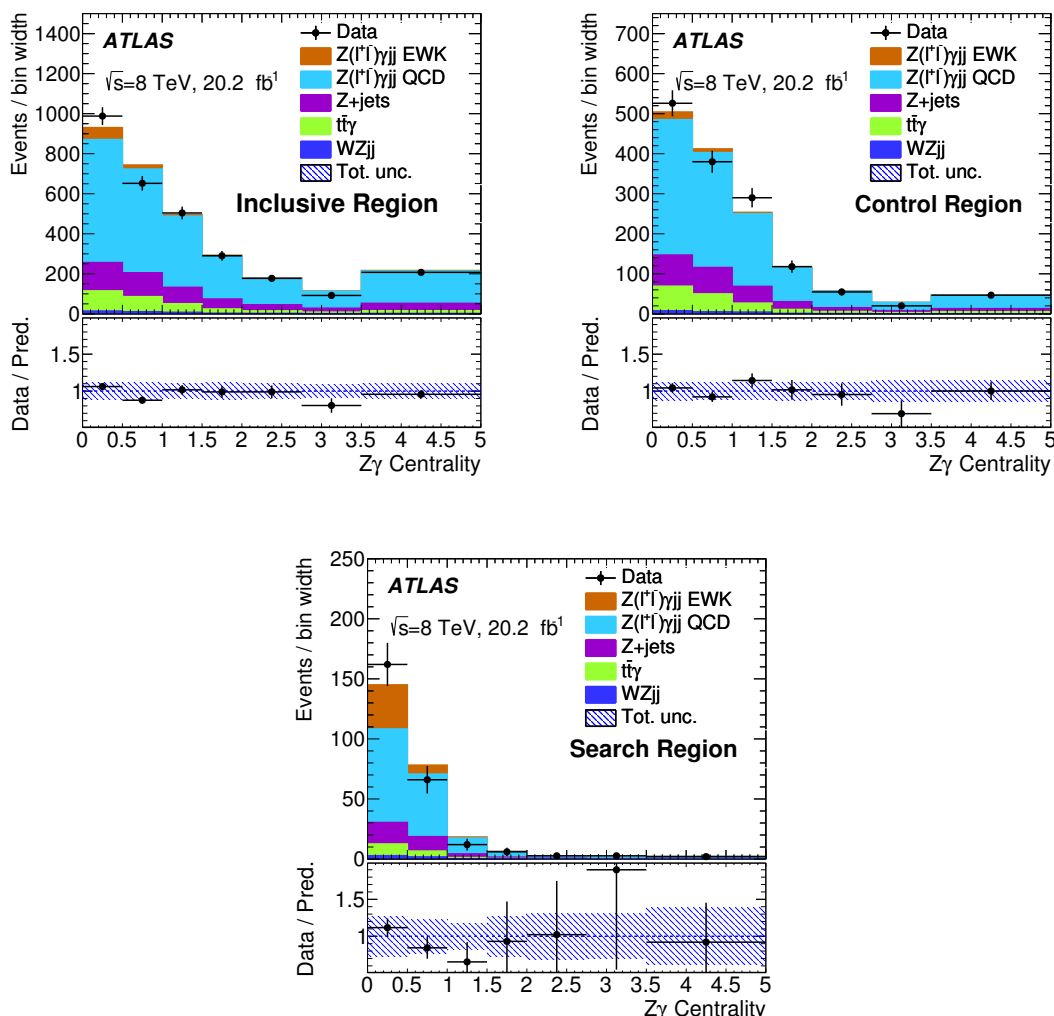 ATLAS
√s=8 TeV, 20.2 fb⁻¹
Data
Z(l⁺l⁻)γjj EWK
Z(l⁺l⁻)γjj QCD
Z+jets
tt̄γ
WZjj
Tot. unc.
Inclusive Region
Events / bin width
1400
1200
1000
800
600
400
200
0
Data / Pred.
1.5
1
0 0.5 1 1.5 2 2.5 3 3.5 4 4.5 5
Zγ Centrality
ATLAS
√s=8 TeV, 20.2 fb⁻¹
Data
Z(l⁺l⁻)γjj EWK
Z(l⁺l⁻)γjj QCD
Z+jets
tt̄γ
WZjj
Tot. unc.
Control Region
Events / bin width
700
600
500
400
300
200
100
0
Data / Pred.
1.5
1
0 0.5 1 1.5 2 2.5 3 3.5 4 4.5 5
Zγ Centrality
ATLAS
√s=8 TeV, 20.2 fb⁻¹
Data
Z(l⁺l⁻)γjj EWK
Z(l⁺l⁻)γjj QCD
Z+jets
tt̄γ
WZjj
Tot. unc.
Search Region
Events / bin width
250
200
150
100
50
0
Data / Pred.
1.5
1
0 0.5 1 1.5 2 2.5 3 3.5 4 4.5 5
Zγ Centrality